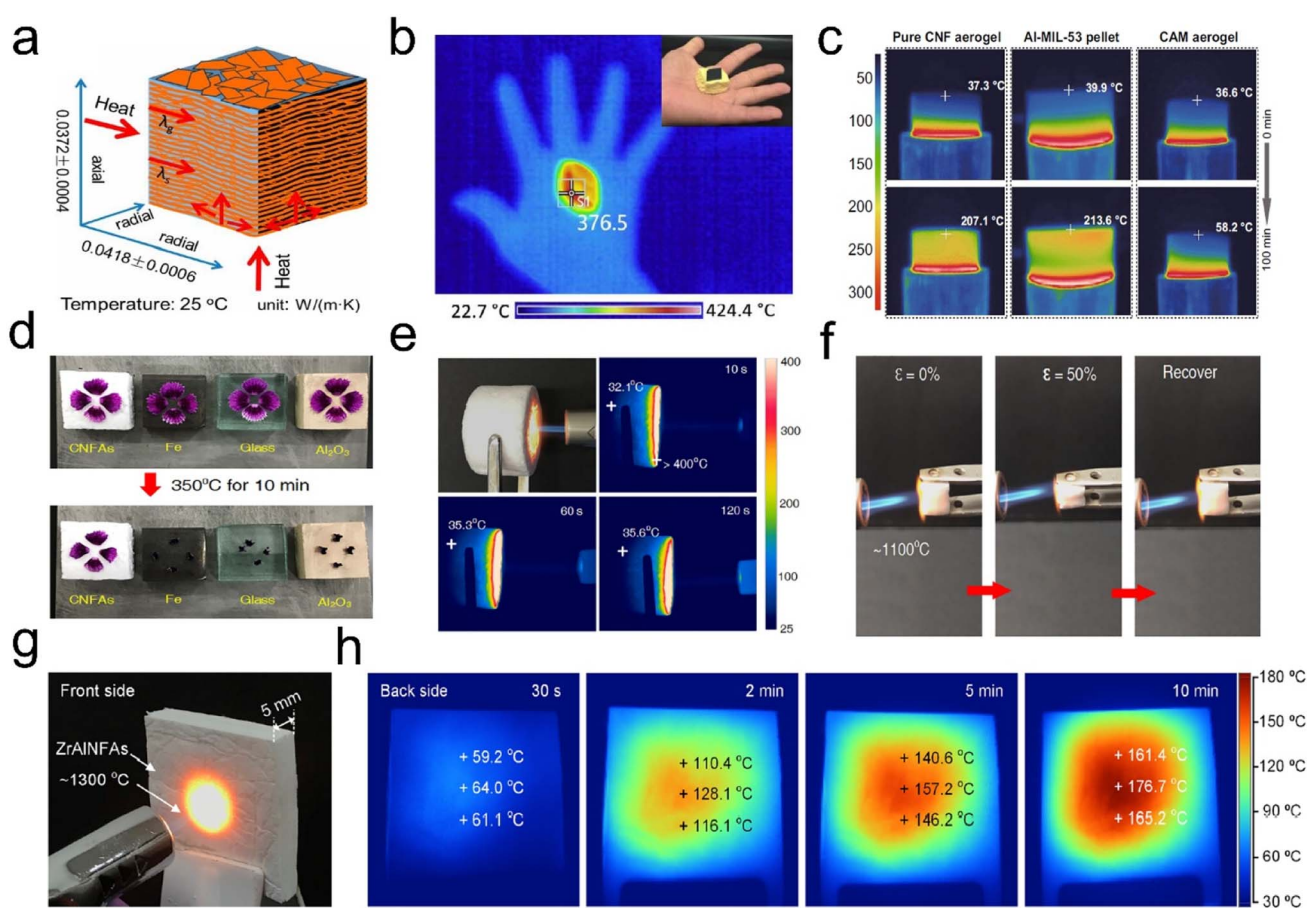 a
Heat
λg
λs
0.0372±0.0004
axial
radial
radial
0.0418±0.0006
Heat
Temperature: 25 °C unit: W/(m·K)
b
S1
376.5
22.7 °C 424.4 °C
c
Pure CNF aerogel Al-MIL-53 pellet CAM aerogel
50
100
150
200
250
300
37.3 °C 39.9 °C 36.6 °C
207.1 °C 213.6 °C 58.2 °C
0 min
100 min
d
CNFAs Fe Glass Al₂O₃
350°C for 10 min
CNFAs Fe Glass Al₂O₃
e
10 s
32.1°C
> 400°C
60 s
35.3°C
120 s
35.6°C
400
300
200
100
25
f
ε = 0% ε = 50% Recover
~1100°C
g
Front side
5 mm
ZrAlNFAs
~1300 °C
h
Back side 30 s
+ 59.2 °C
+ 64.0 °C
+ 61.1 °C
2 min
+ 110.4 °C
+ 128.1 °C
+ 116.1 °C
5 min
+ 140.6 °C
+ 157.2 °C
+ 146.2 °C
10 min
+ 161.4 °C
+ 176.7 °C
+ 165.2 °C
180 °C
150 °C
120 °C
90 °C
60 °C
30 °C